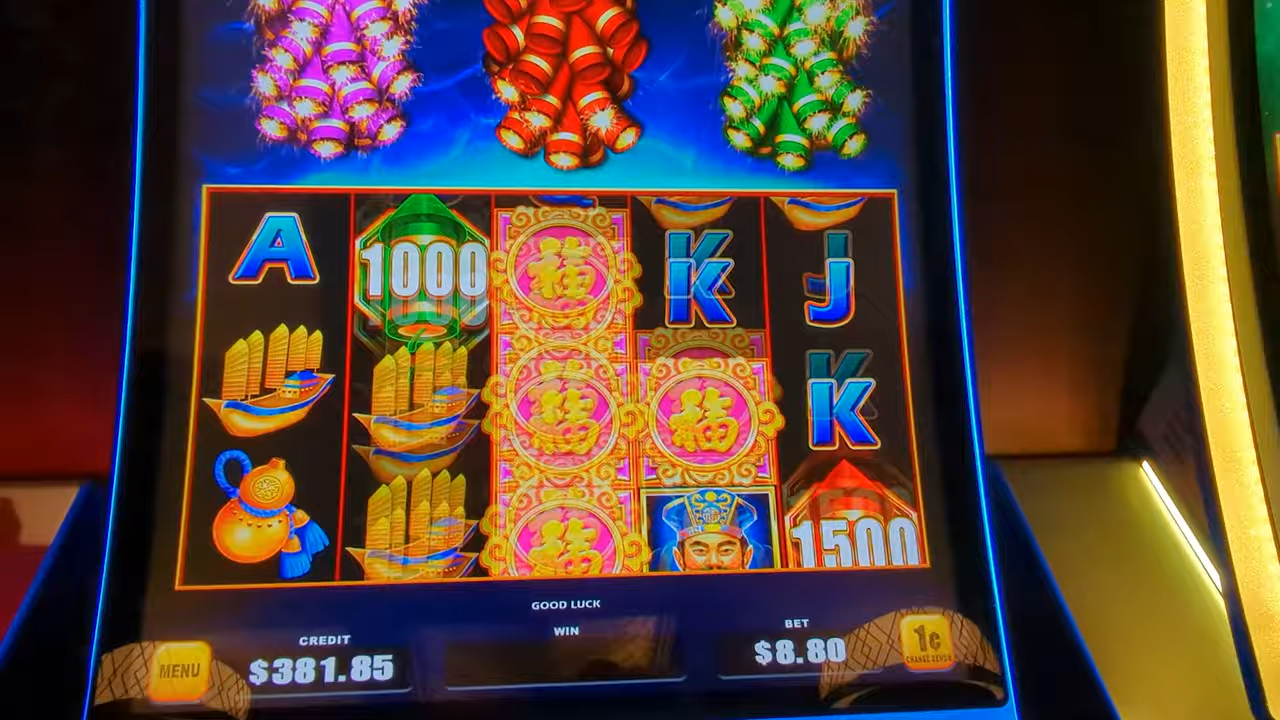 A
1000
福
K
J
福
福
K
福
1500
GOOD LUCK
CREDIT
WIN
BET
MENU
$381.85
$8.80
1¢
CHANGE DENOM